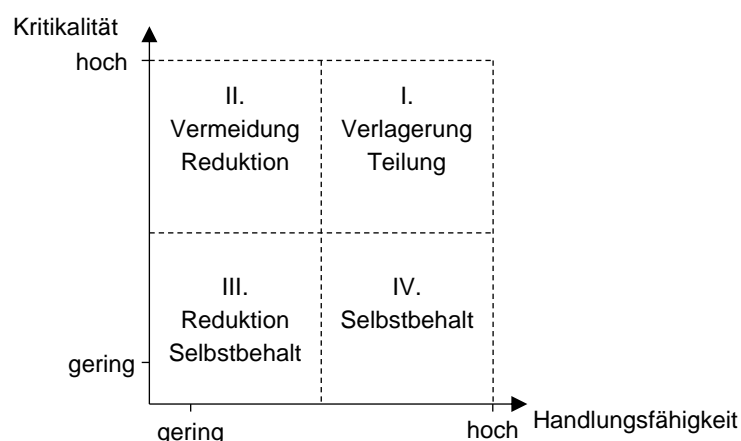 Kritikalität
hoch
II.
Vermeidung
Reduktion
I.
Verlagerung
Teilung
III.
Reduktion
Selbstbehalt
IV.
Selbstbehalt
gering
gering
hoch
Handlungsfähigkeit